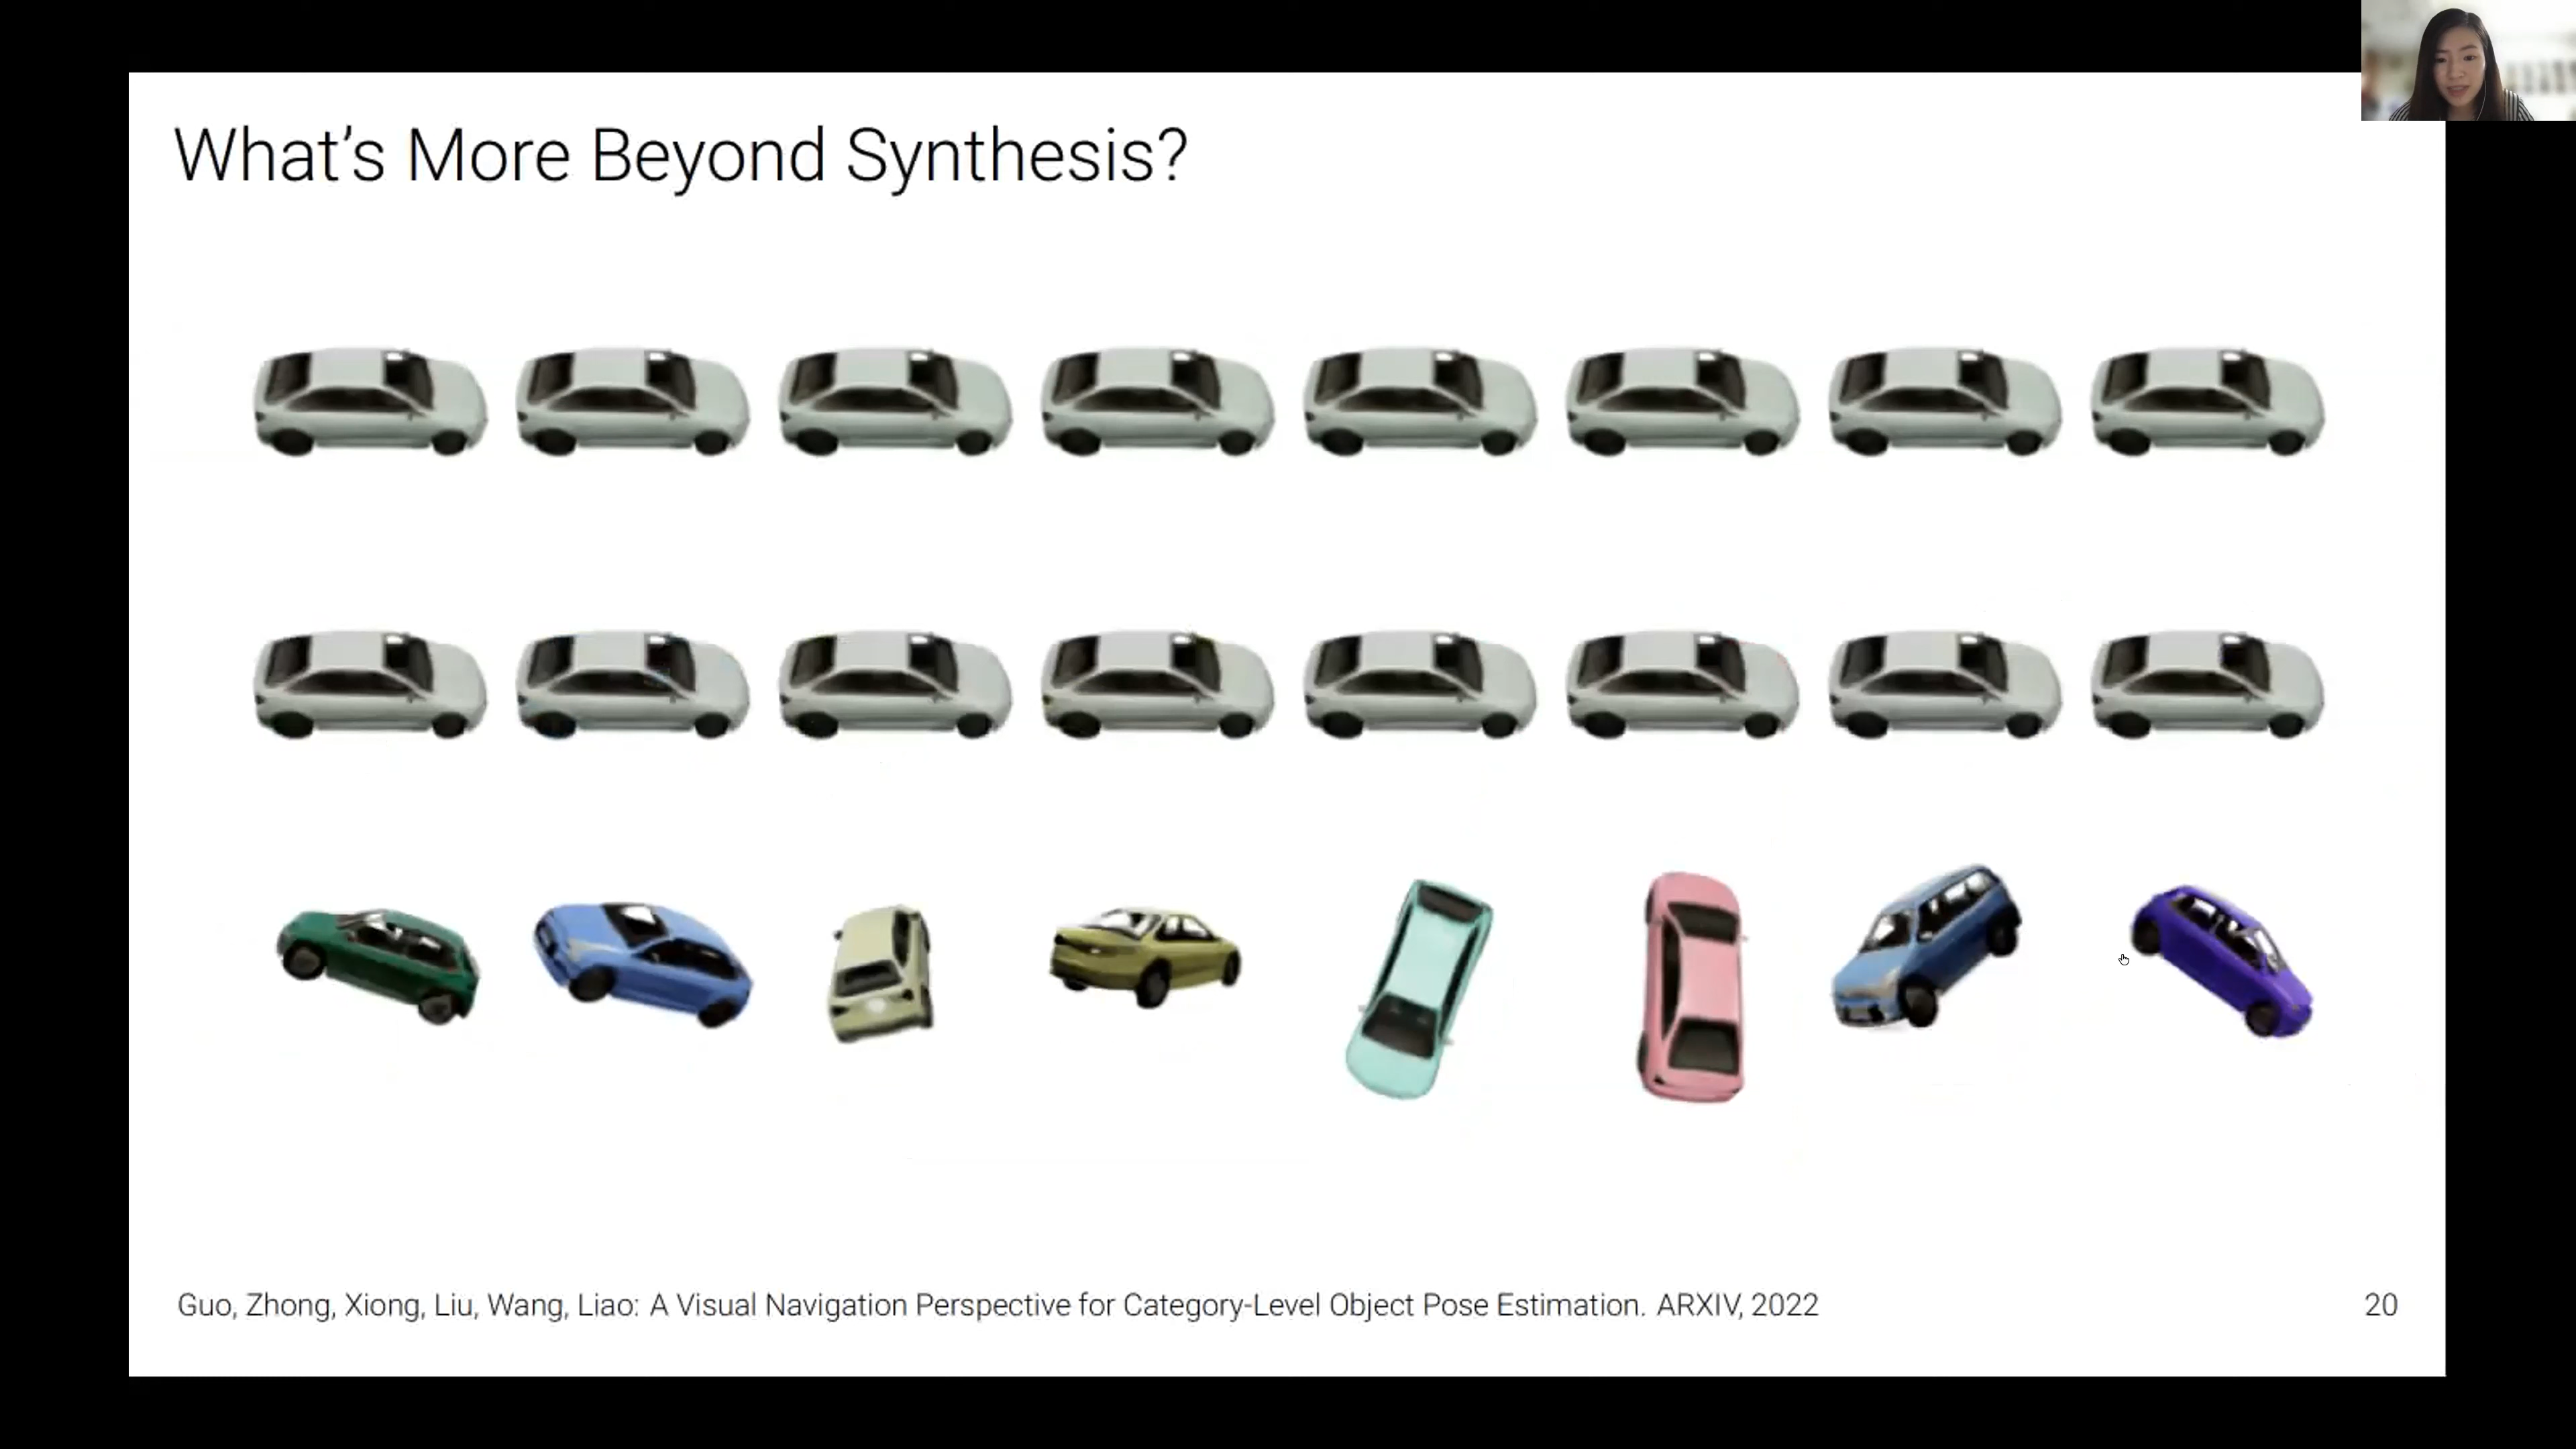 What’s More Beyond Synthesis?
Guo, Zhong, Xiong, Liu, Wang, Liao: A Visual Navigation Perspective for Category-Level Object Pose Estimation. ARXIV, 2022
20